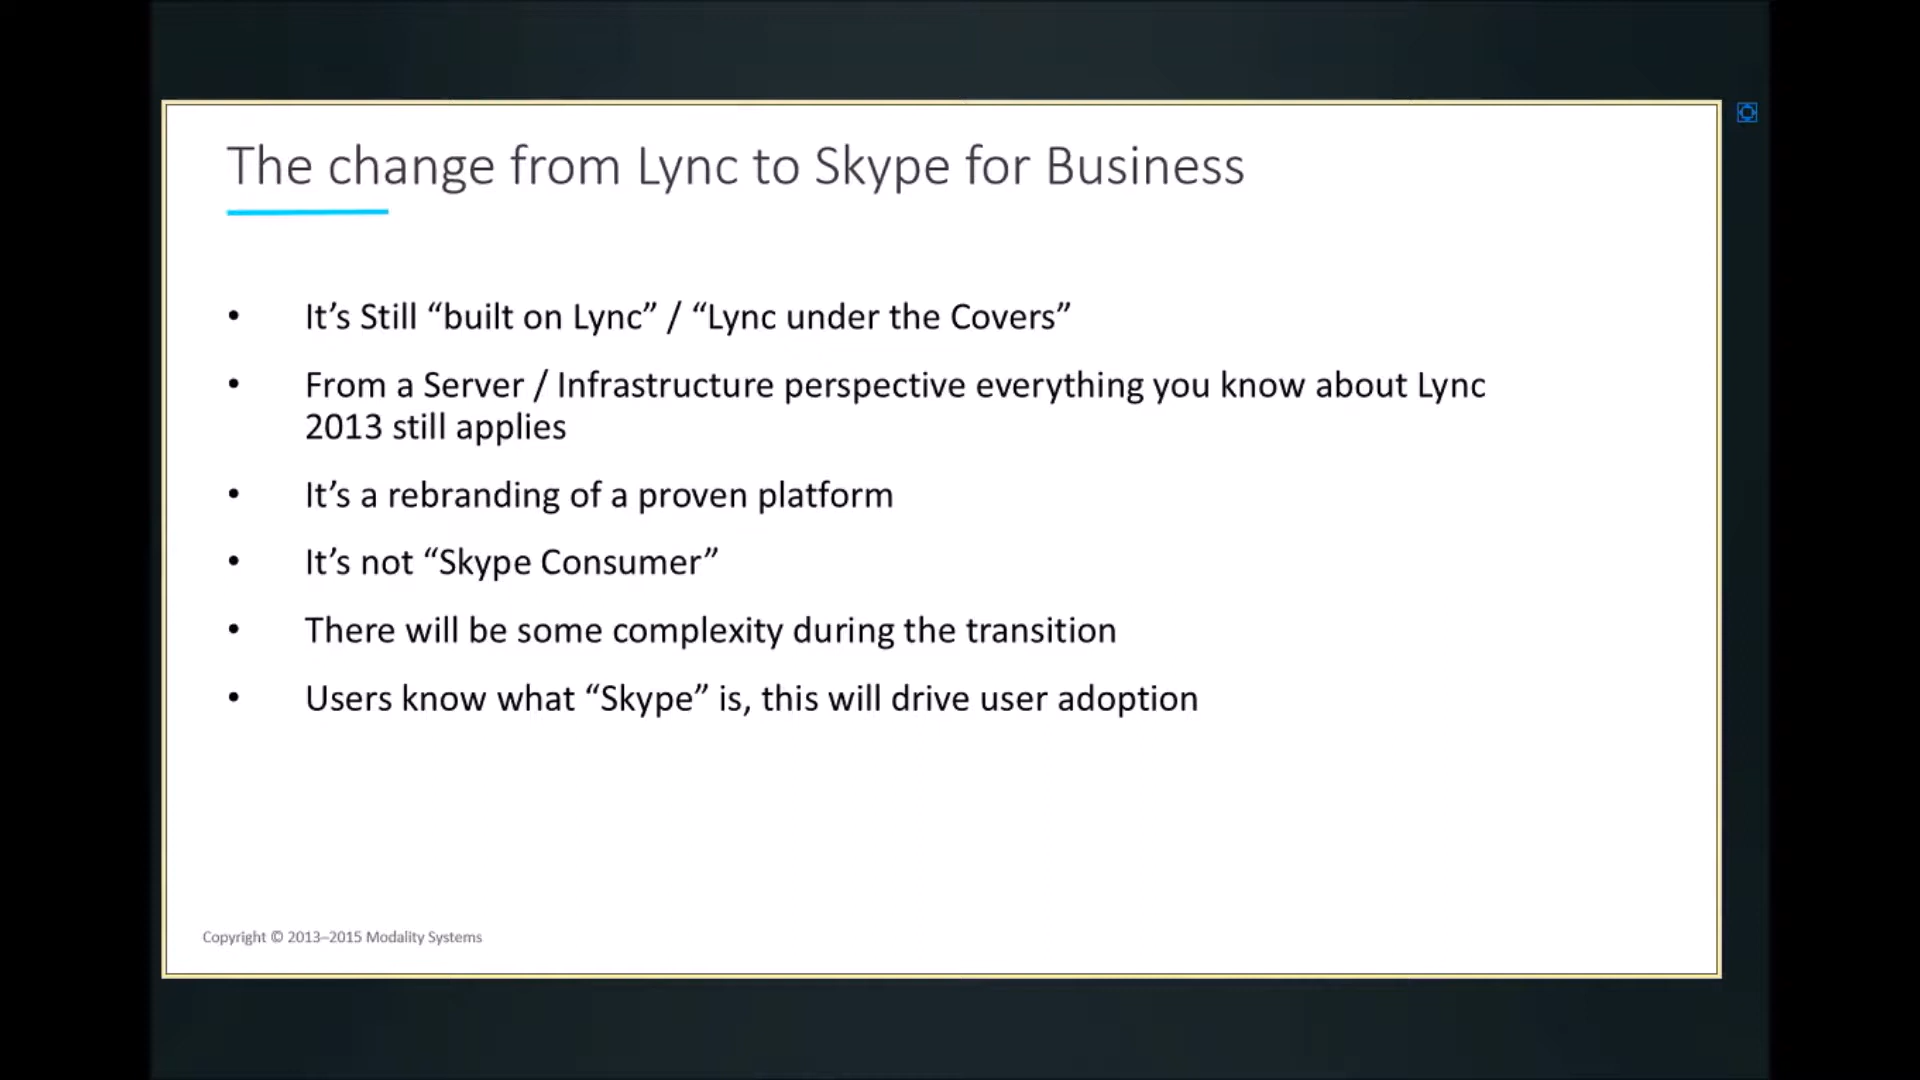 The change from Lync to Skype for Business
• It’s Still “built on Lync” / “Lync under the Covers”
• From a Server / Infrastructure perspective everything you know about Lync
2013 still applies
• It’s a rebranding of a proven platform
• It’s not “Skype Consumer”
• There will be some complexity during the transition
• Users know what “Skype” is, this will drive user adoption
Copyright © 2013–2015 Modality Systems